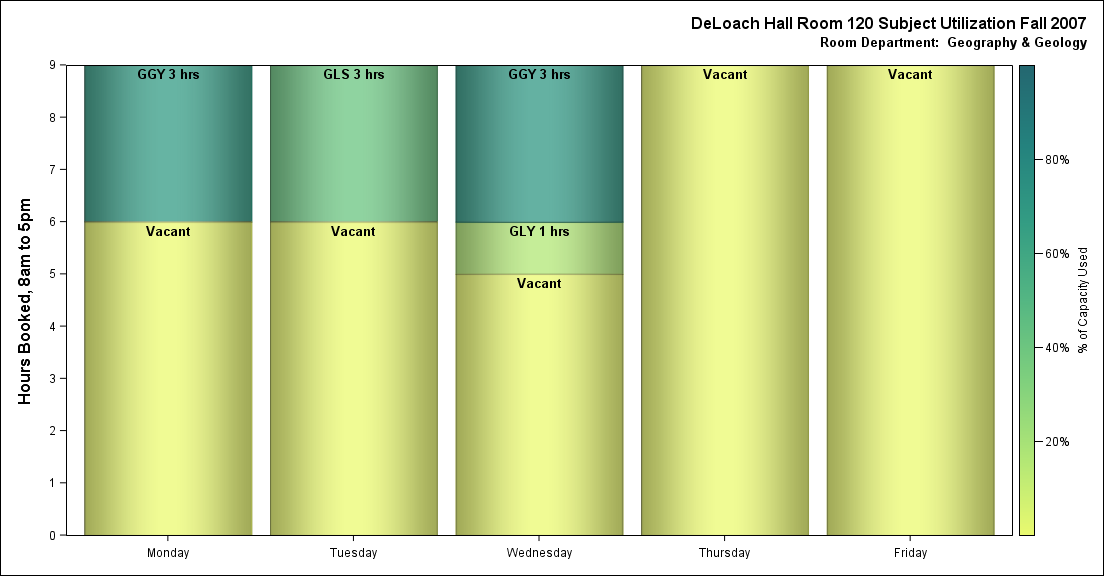 DeLoach Hall Room 120 Subject Utilization Fall 2007
Room Department:  Geography & Geology
Hours Booked, 8am to 5pm
9
8
7
6
5
4
3
2
1
0
GGY 3 hrs
Vacant
GLS 3 hrs
Vacant
GGY 3 hrs
GLY 1 hrs
Vacant
Vacant
Vacant
Monday
Tuesday
Wednesday
Thursday
Friday
80%
60%
40%
20%
% of Capacity Used